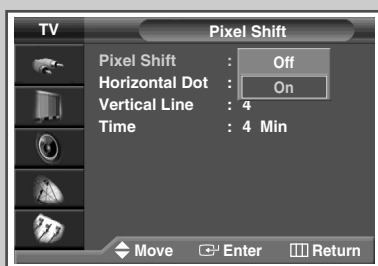 TV Pixel Shift
Pixel Shift : Off
Horizontal Dot : On
Vertical Line : 4
Time : 4 Min
Move Enter Return